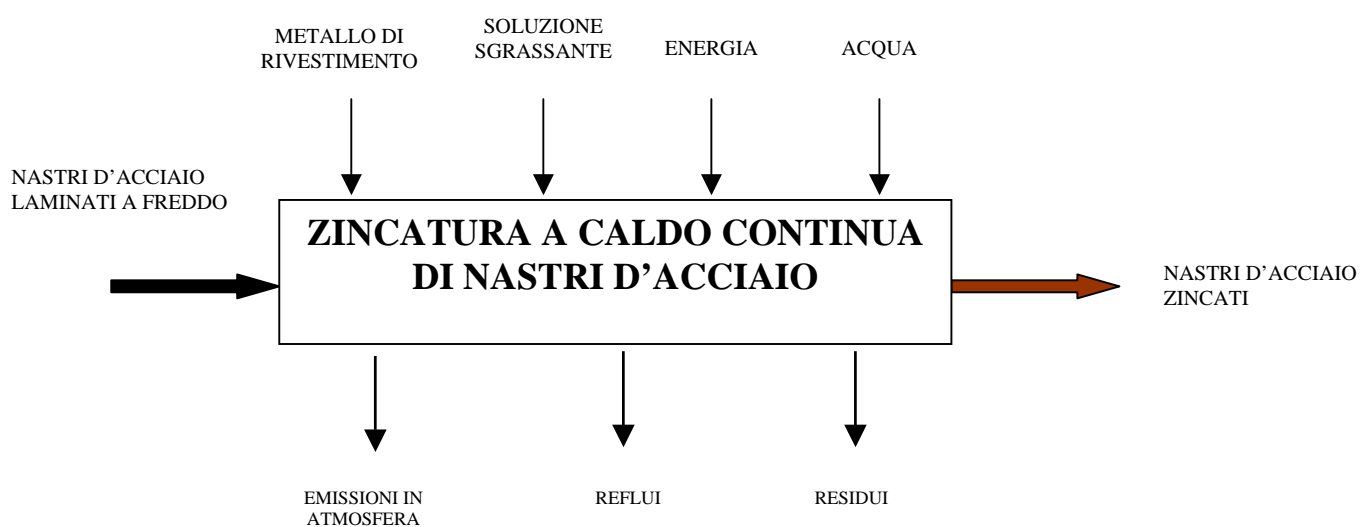 METALLO DI
RIVESTIMENTO
SOLUZIONE
SGRASSANTE
ENERGIA
ACQUA
NASTRI D’ACCIAIO
LAMINATI A FREDDO
ZINCATURA A CALDO CONTINUA
DI NASTRI D’ACCIAIO
NASTRI D’ACCIAIO
ZINCATI
EMISSIONI IN
ATMOSFERA
REFLUI
RESIDUI